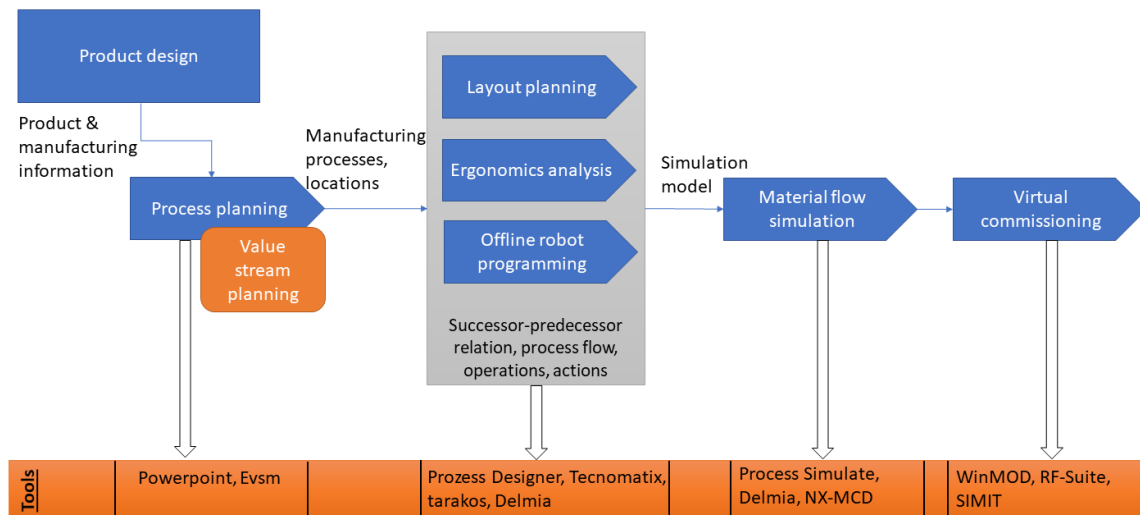 Product design
Product &
manufacturing
information
Process planning
Value
stream
planning
Manufacturing
processes,
locations
Layout planning
Ergonomics analysis
Offline robot
programming
Successor-predecessor
relation, process flow,
operations, actions
Simulation
model
Material flow
simulation
Virtual
commissioning
Tools
Powerpoint, Evsm
Prozess Designer, Tecnomatix,
tarakos, Delmia
Process Simulate,
Delmia, NX-MCD
WinMOD, RF-Suite,
SIMIT